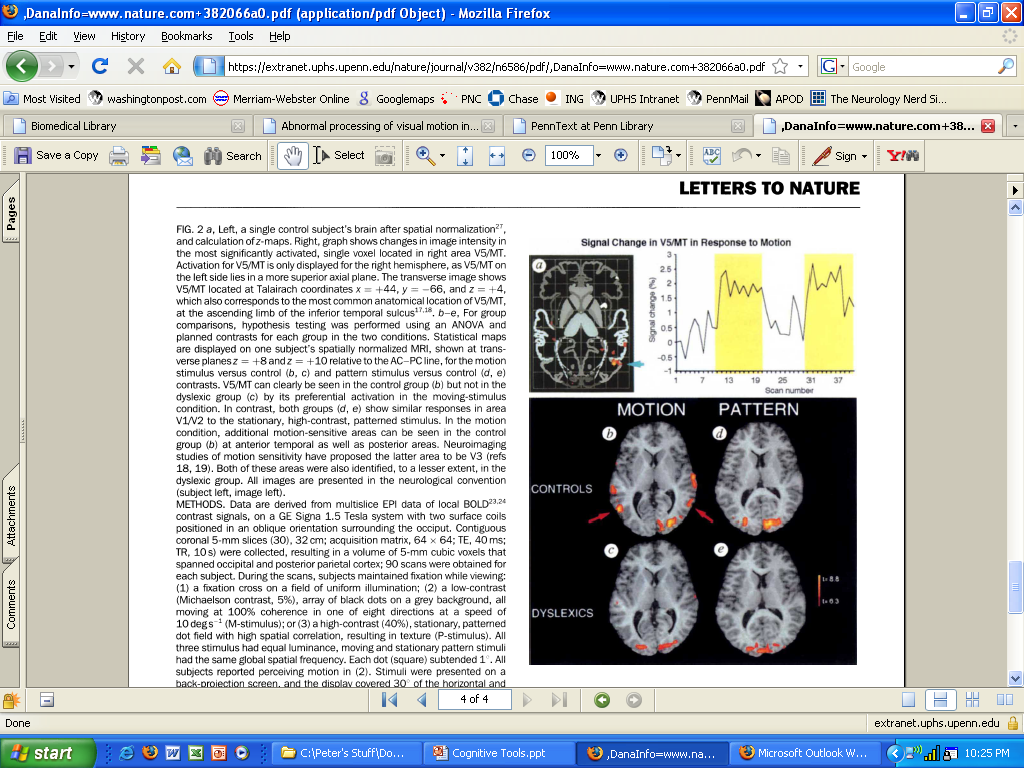 ,DanaInfo=www.nature.com+382066a0.pdf (application/pdf Object) - Mozilla Firefox
File Edit View History Bookmarks Tools Help
https://extranet.uphs.upenn.edu/nature/journal/v382/n6586/pdf/,DanaInfo=www.nature.com+382066a0.pdf
G Google
Most Visited washingtonpost.com Merriam-Webster Online Googlemaps PNC Chase ING UPHS Intranet PennMail APOD The Neurology Nerd Si...
Biomedical Library Abnormal processing of visual motion in... PennText at Penn Library ,DanaInfo=www.nature.com+38...
Save a Copy Search Select 100% Sign Y!
Pages
Attachments
Comments
LETTERS TO NATURE
FIG. 2 a, Left, a single control subject's brain after spatial normalization27,
and calculation of z-maps. Right, graph shows changes in image intensity in
the most significantly activated, single voxel located in right area V5/MT.
Activation for V5/MT is only displayed for the right hemisphere, as V5/MT on
the left side lies in a more superior axial plane. The transverse image shows
V5/MT located at Talairach coordinates x = +44, y = −66, and z = +4,
which also corresponds to the most common anatomical location of V5/MT,
at the ascending limb of the inferior temporal sulcus17,18. b–e, For group
comparisons, hypothesis testing was performed using an ANOVA and
planned contrasts for each group in the two conditions. Statistical maps
are displayed on one subject's spatially normalized MRI, shown at trans-
verse planes z = +8 and z = +10 relative to the AC–PC line, for the motion
stimulus versus control (b, c) and pattern stimulus versus control (d, e)
contrasts. V5/MT can clearly be seen in the control group (b) but not in the
dyslexic group (c) by its preferential activation in the moving-stimulus
condition. In contrast, both groups (d, e) show similar responses in area
V1/V2 to the stationary, high-contrast, patterned stimulus. In the motion
condition, additional motion-sensitive areas can be seen in the control
group (b) at anterior temporal as well as posterior areas. Neuroimaging
studies of motion sensitivity have proposed the latter area to be V3 (refs
18, 19). Both of these areas were also identified, to a lesser extent, in the
dyslexic group. All images are presented in the neurological convention
(subject left, image left).
METHODS. Data are derived from multislice EPI data of local BOLD23,24
contrast signals, on a GE Signa 1.5 Tesla system with two surface coils
positioned in an oblique orientation surrounding the occiput. Contiguous
coronal 5-mm slices (30), 32 cm; acquisition matrix, 64 × 64; TE, 40 ms;
TR, 10 s) were collected, resulting in a volume of 5-mm cubic voxels that
spanned occipital and posterior parietal cortex; 90 scans were obtained for
each subject. During the scans, subjects maintained fixation while viewing:
(1) a fixation cross on a field of uniform illumination; (2) a low-contrast
(Michaelson contrast, 5%), array of black dots on a grey background, all
moving at 100% coherence in one of eight directions at a speed of
10 deg s−1 (M-stimulus); or (3) a high-contrast (40%), stationary, patterned
dot field with high spatial correlation, resulting in texture (P-stimulus). All
three stimulus had equal luminance, moving and stationary pattern stimuli
had the same global spatial frequency. Each dot (square) subtended 1°. All
subjects reported perceiving motion in (2). Stimuli were presented on a
back-projection screen, and the display covered 30° of the horizontal and
Signal Change in V5/MT in Response to Motion
a
Signal change (%)
3
2.5
2
1.5
1
0.5
0
-0.5
-1
1 7 13 19 25 31 37
Scan number
MOTION PATTERN
b d
CONTROLS
c e
t= 8.8
t= 6.3
DYSLEXICS
4 of 4
Done
extranet.uphs.upenn.edu
start C:\Peter's Stuff\Do... Cognitive Tools.ppt ,DanaInfo=www.na... Microsoft Outlook W... 10:25 PM